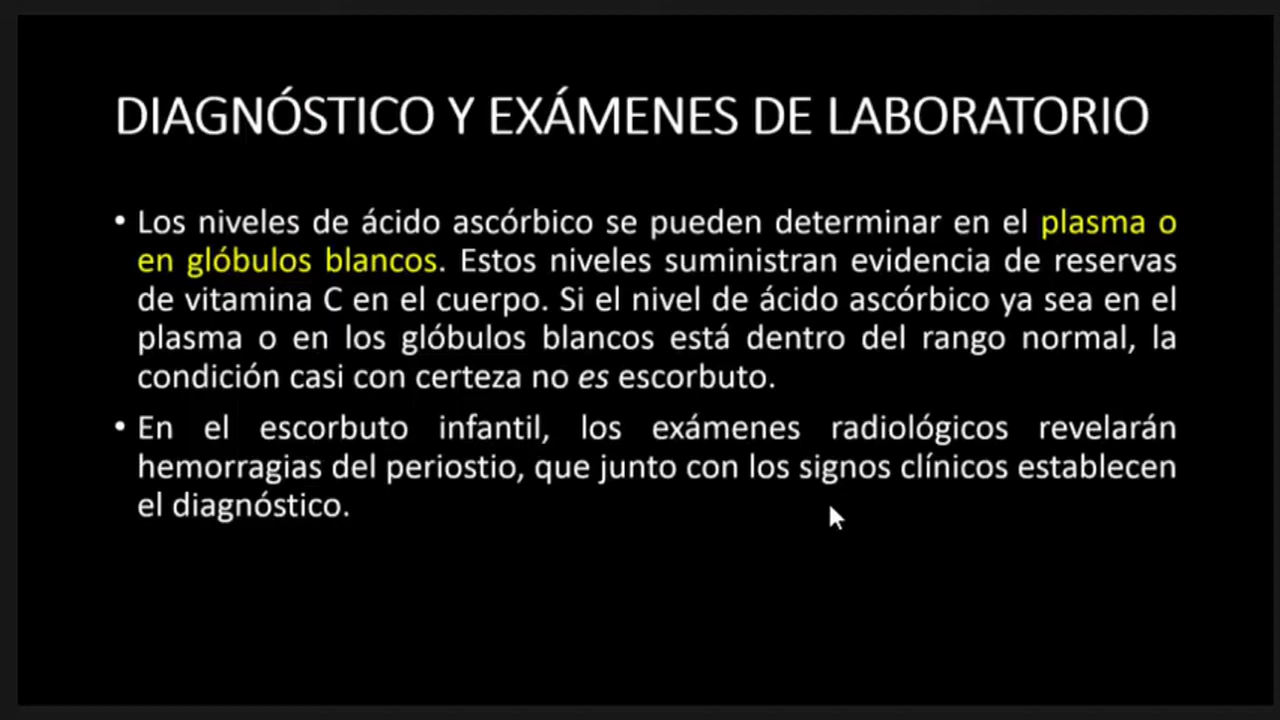 DIAGNÓSTICO Y EXÁMENES DE LABORATORIO
• Los niveles de ácido ascórbico se pueden determinar en el plasma o
en glóbulos blancos. Estos niveles suministran evidencia de reservas
de vitamina C en el cuerpo. Si el nivel de ácido ascórbico ya sea en el
plasma o en los glóbulos blancos está dentro del rango normal, la
condición casi con certeza no es escorbuto.
• En el escorbuto infantil, los exámenes radiológicos revelarán
hemorragias del periostio, que junto con los signos clínicos establecen
el diagnóstico.